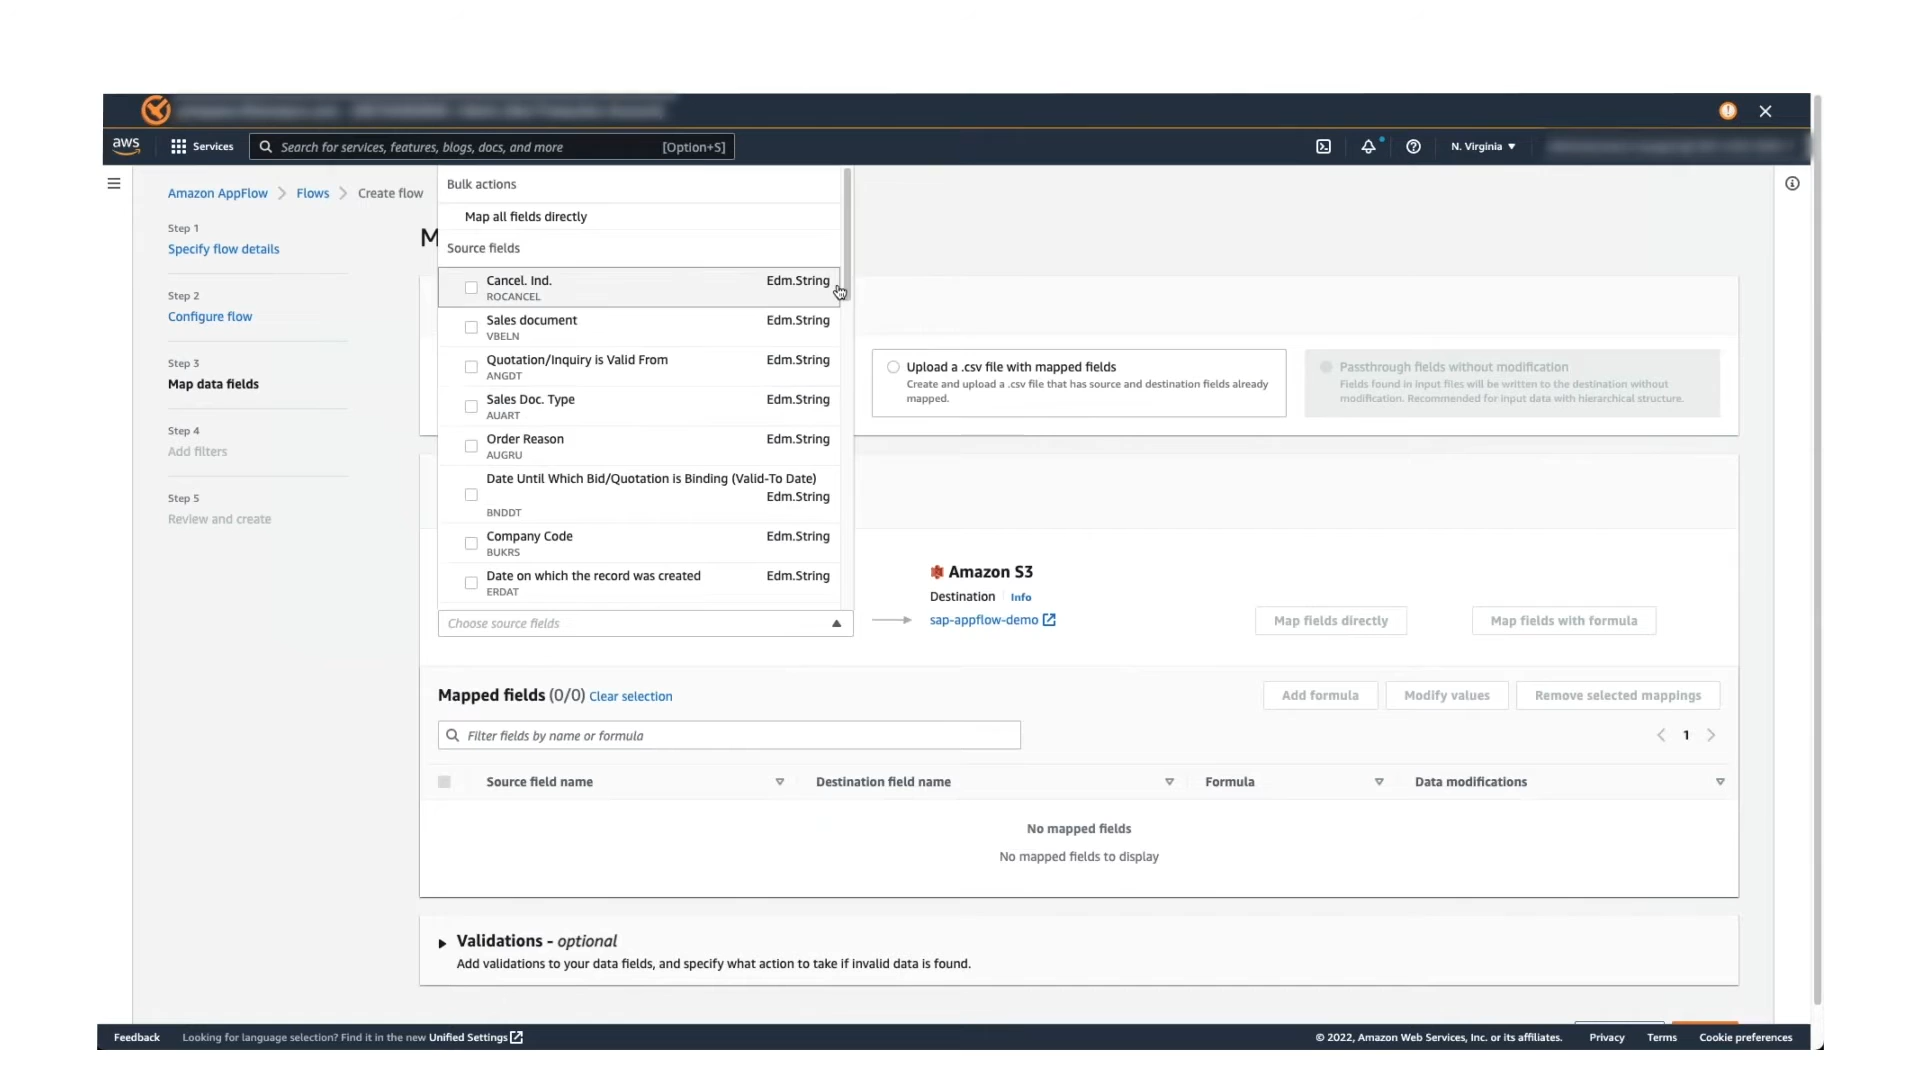 aws
Services
Search for services, features, blogs, docs, and more
[Option+S]
N. Virginia
Amazon AppFlow
Flows
Create flow
Step 1
Specify flow details
Step 2
Configure flow
Step 3
Map data fields
Step 4
Add filters
Step 5
Review and create
M
Bulk actions
Map all fields directly
Source fields
Cancel. Ind. Edm.String
ROCANCEL
Sales document Edm.String
VBELN
Quotation/Inquiry is Valid From Edm.String
ANGDT
Sales Doc. Type Edm.String
AUART
Order Reason Edm.String
AUGRU
Date Until Which Bid/Quotation is Binding (Valid-To Date)
Edm.String
BNDDT
Company Code Edm.String
BUKRS
Date on which the record was created Edm.String
ERDAT
Choose source fields
Upload a .csv file with mapped fields
Create and upload a .csv file that has source and destination fields already
mapped.
Passthrough fields without modification
Fields found in input files will be written to the destination without
modification. Recommended for input data with hierarchical structure.
Amazon S3
Destination Info
sap-appflow-demo
Map fields directly
Map fields with formula
Mapped fields (0/0) Clear selection
Add formula
Modify values
Remove selected mappings
Filter fields by name or formula
1
Source field name
Destination field name
Formula
Data modifications
No mapped fields
No mapped fields to display
Validations - optional
Add validations to your data fields, and specify what action to take if invalid data is found.
Feedback
Looking for language selection? Find it in the new Unified Settings
© 2022, Amazon Web Services, Inc. or its affiliates.
Privacy
Terms
Cookie preferences